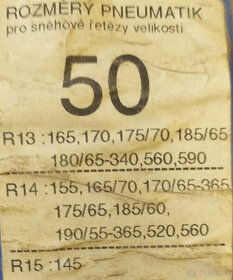 ROZMĚRY PNEUMATIK
pro sněhové řetězy velikosti
50
R13 :165,170,175/70,185/65
180/65-340,560,590
R14 :155,165/70,170/65-365
175/65,185/60,
190/55-365,520,560
R15 :145